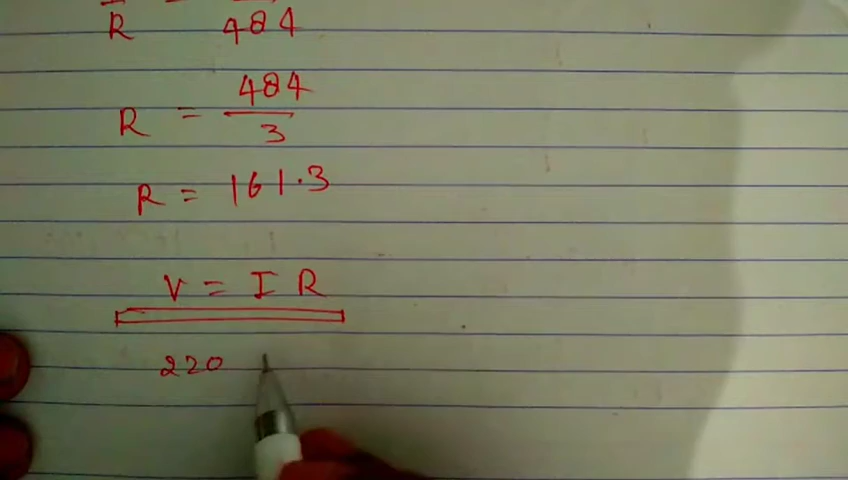 R = 484
R = 484/3
R = 161.3
V = I R
220